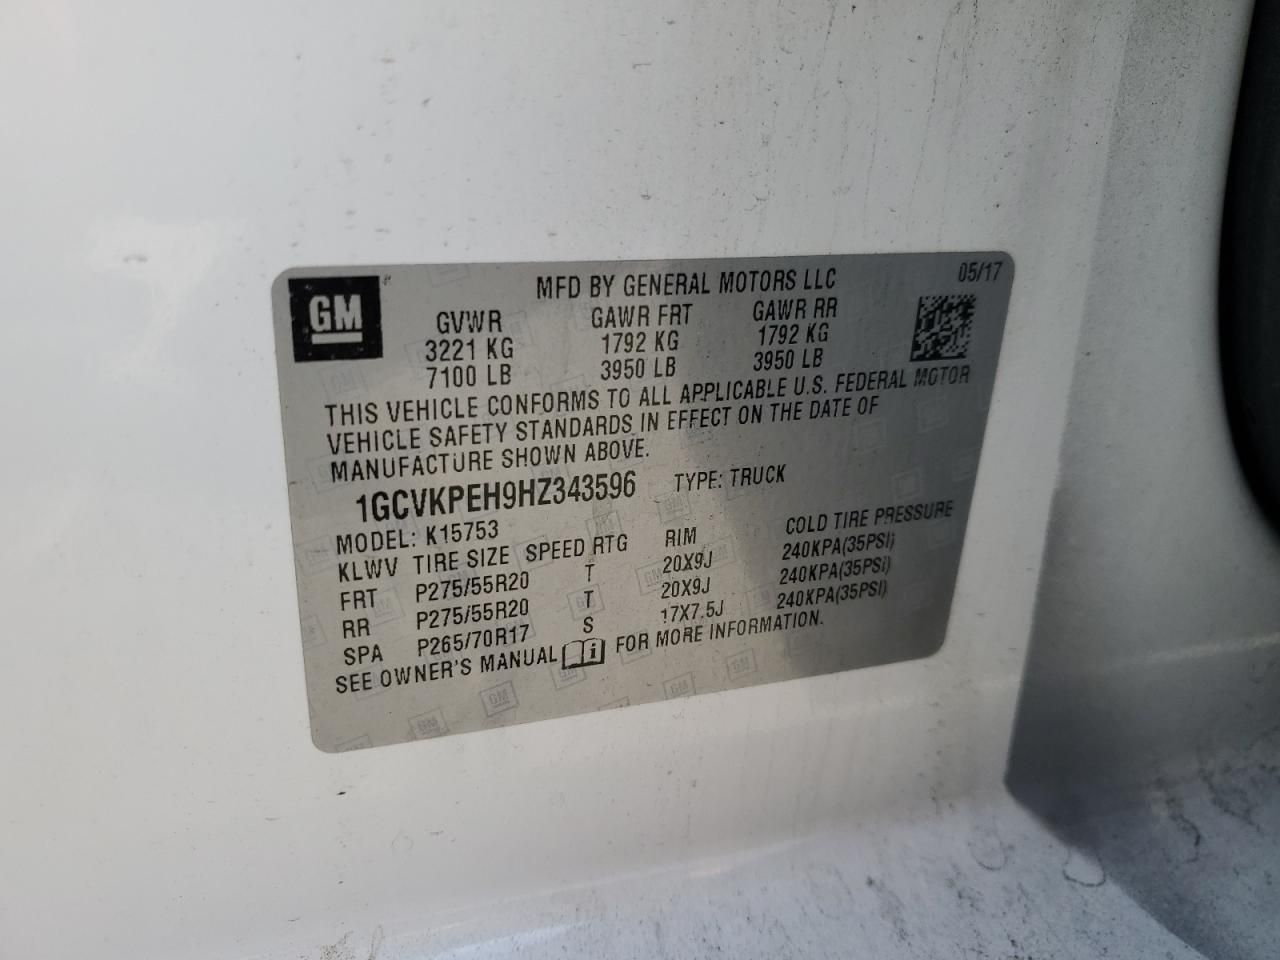 GM
MFD BY GENERAL MOTORS LLC
05/17
GVWR GAWR FRT GAWR RR
3221 KG 1792 KG 1792 KG
7100 LB 3950 LB 3950 LB
THIS VEHICLE CONFORMS TO ALL APPLICABLE U.S. FEDERAL MOTOR
VEHICLE SAFETY STANDARDS IN EFFECT ON THE DATE OF
MANUFACTURE SHOWN ABOVE.
1GCVKPEH9HZ343596 TYPE: TRUCK
MODEL: K15753
KLWV TIRE SIZE SPEED RTG RIM COLD TIRE PRESSURE
FRT P275/55R20 T 20X9J 240KPA(35PSI)
RR P275/55R20 T 20X9J 240KPA(35PSI)
SPA P265/70R17 S 17X7.5J 240KPA(35PSI)
SEE OWNER'S MANUAL i FOR MORE INFORMATION.